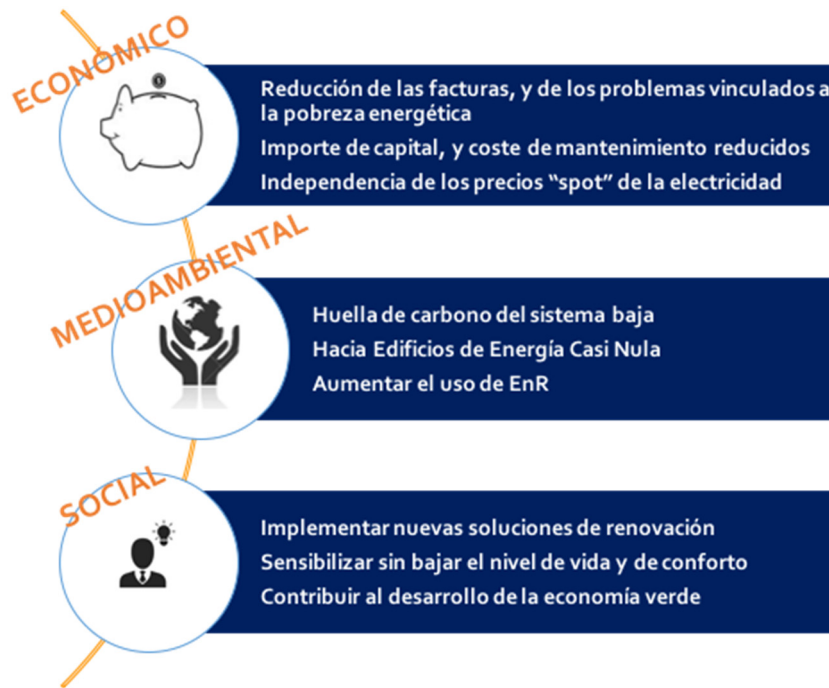 ECONÓMICO
Reducción de las facturas, y de los problemas vinculados a
la pobreza energética
Importe de capital, y coste de mantenimiento reducidos
Independencia de los precios “spot” de la electricidad
MEDIOAMBIENTAL
Huella de carbono del sistema baja
Hacia Edificios de Energía Casi Nula
Aumentar el uso de EnR
SOCIAL
Implementar nuevas soluciones de renovación
Sensibilizar sin bajar el nivel de vida y de conforto
Contribuir al desarrollo de la economía verde